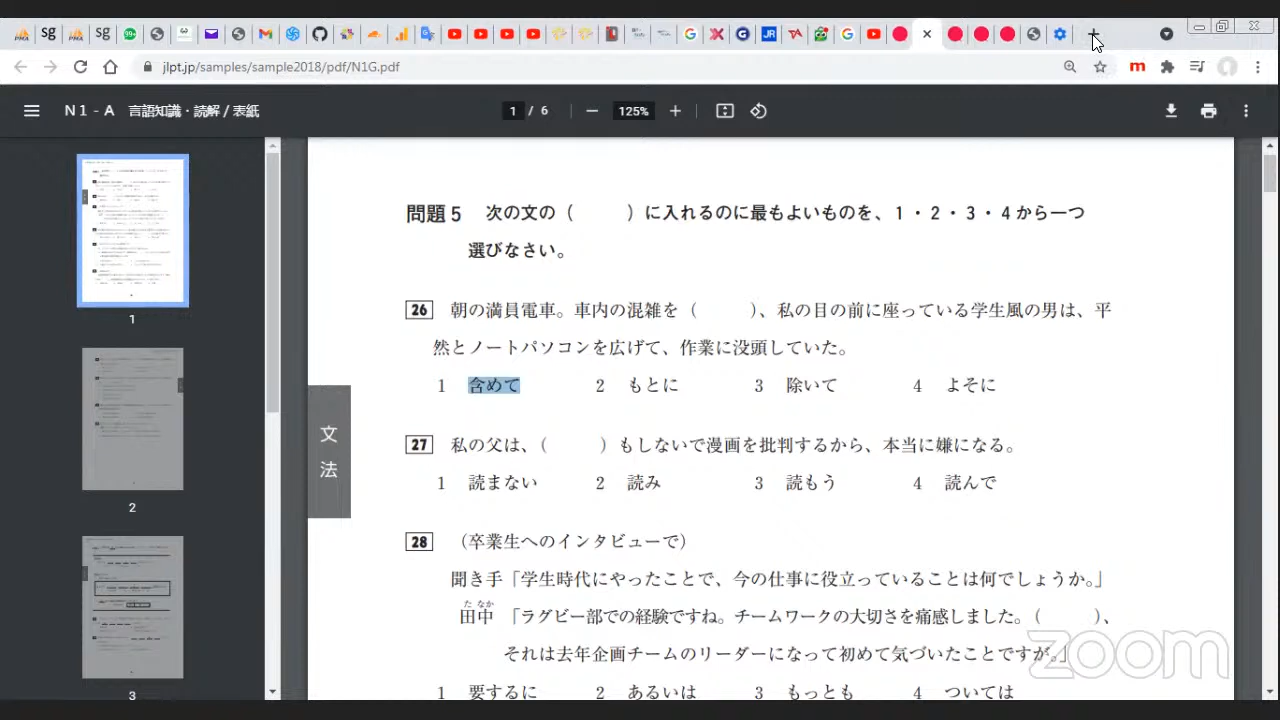 jlpt.jp/samples/sample2018/pdf/N1G.pdf
N1-A 言語知識・読解 / 表紙
1 / 6
125%
1
2
3
文法
問題5 次の文の（　　）に入れるのに最もよいものを、1・2・3・4から一つ
選びなさい。
26 朝の満員電車。車内の混雑を（　　）、私の目の前に座っている学生風の男は、平
然とノートパソコンを広げて、作業に没頭していた。
1 含めて 2 もとに 3 除いて 4 よそに
27 私の父は、（　　）もしないで漫画を批判するから、本当に嫌になる。
1 読まない 2 読み 3 読もう 4 読んで
28 （卒業生へのインタビューで）
聞き手「学生時代にやったことで、今の仕事に役立っていることは何でしょうか。」
た なか
田中 「ラグビー部での経験ですね。チームワークの大切さを痛感しました。（　　）、
それは去年企画チームのリーダーになって初めて気づいたことですが。」
1 要するに 2 あるいは 3 もっとも 4 ついては
zoom